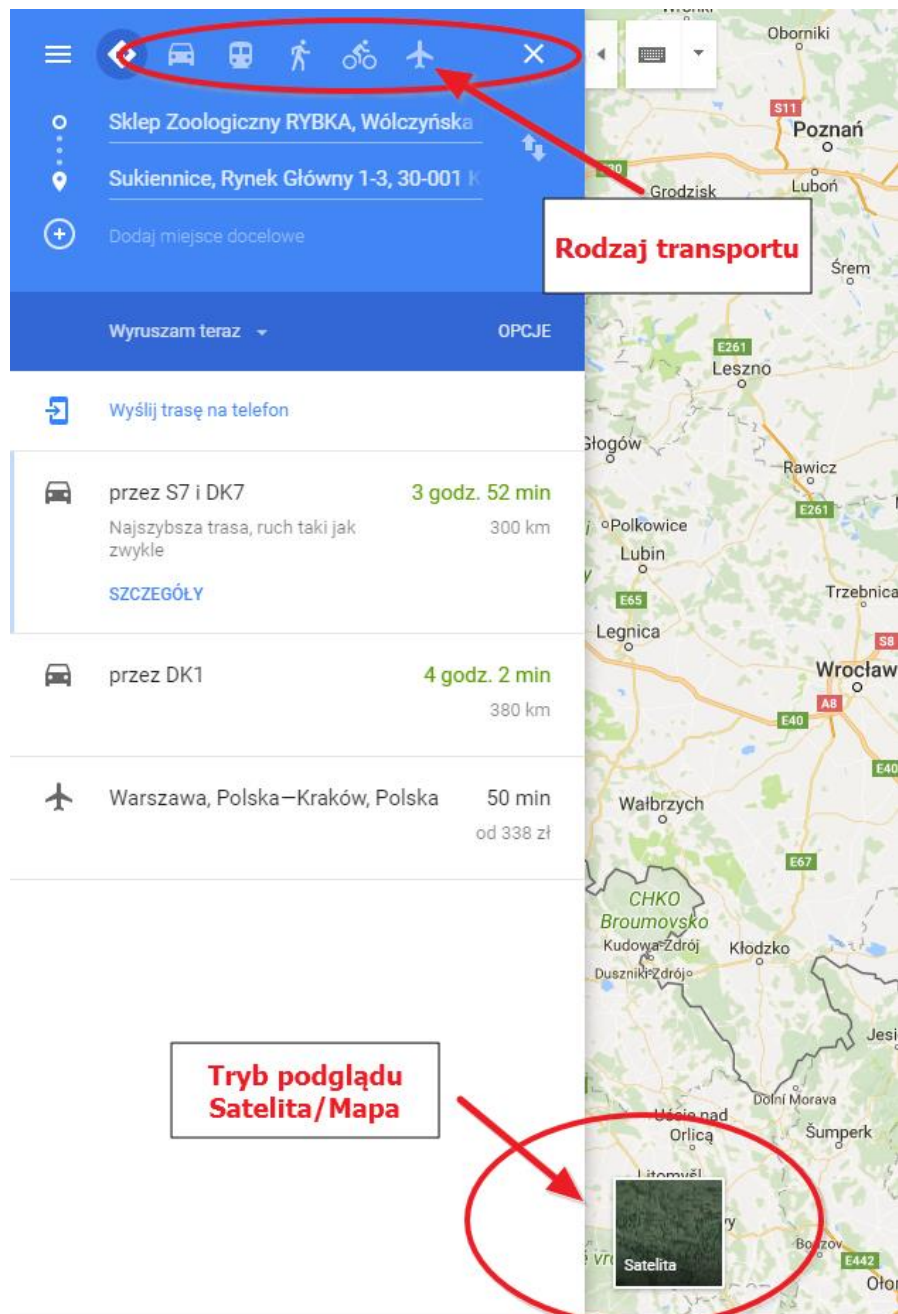 Sklep Zoologiczny RYBKA, Wólczyńska
Sukiennice, Rynek Główny 1-3, 30-001 K
Dodaj miejsce docelowe
Rodzaj transportu
Wyruszam teraz
OPCJE
Wyślij trasę na telefon
przez S7 i DK7
3 godz. 52 min
Najszybsza trasa, ruch taki jak
zwykle
300 km
SZCZEGÓŁY
przez DK1
4 godz. 2 min
380 km
Warszawa, Polska—Kraków, Polska
50 min
od 338 zł
Tryb podglądu
Satelita/Mapa
Oborniki
S11
Poznań
Luboń
Grodzisk
Śrem
E261
Leszno
Głogów
Rawicz
E261
Polkowice
Lubin
E65
Trzebnica
Legnica
S8
Wrocław
A8
E40
E40
Wałbrzych
E67
CHKO
Broumovsko
Kudowa-Zdrój
Kłodzko
Duszniki-Zdrój
Jesi
Dolní Morava
Uście nad
Orlicą
Šumperk
Litomyšl
Satelita
E442
Oło